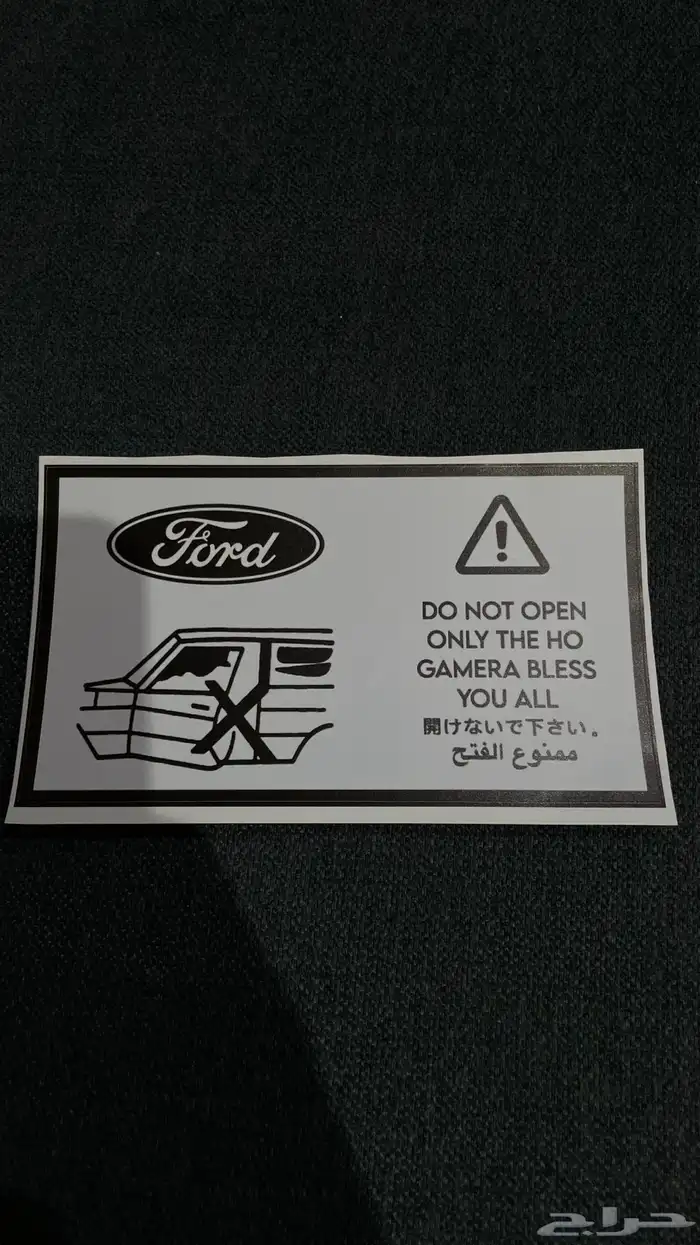 Ford
DO NOT OPEN
ONLY THE HO
GAMERA BLESS
YOU ALL
開けないで下さい。
ممنوع الفتح
حراج